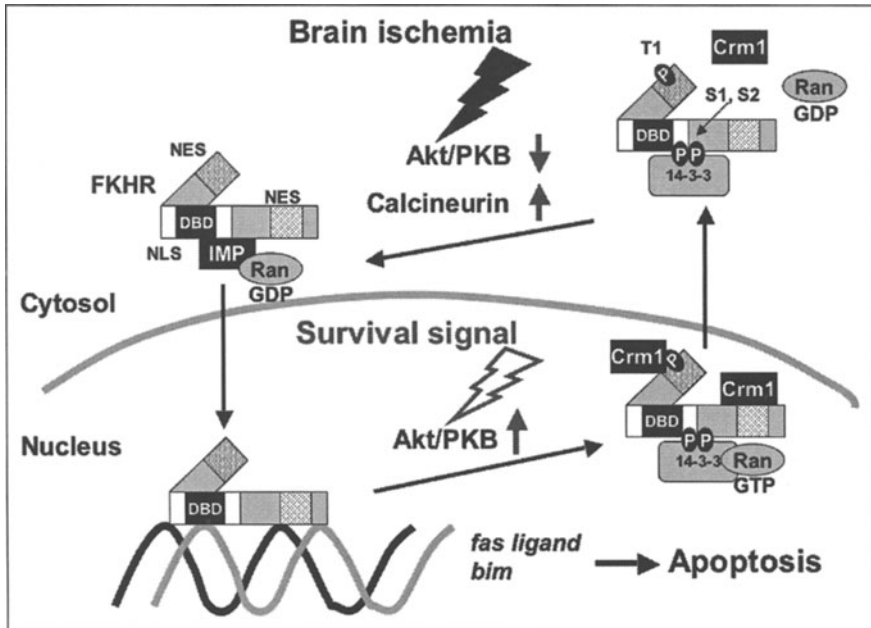 Brain ischemia
Akt/PKB
Calcineurin
T1
P
Crm1
Ran
GDP
S1, S2
DBD
P P
14-3-3
NES
FKHR
NES
DBD
NLS
IMP
Ran
GDP
Cytosol
Survival signal
Akt/PKB
Crm1
P
Crm1
DBD
P P
14-3-3
Ran
GTP
Nucleus
DBD
fas ligand
bim
Apoptosis